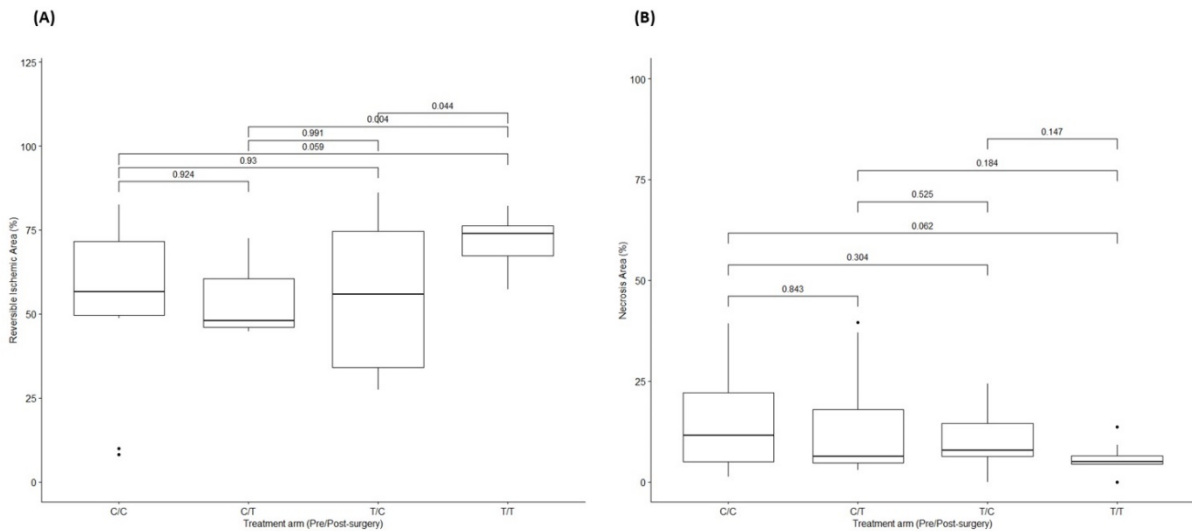 (A)
125
100
75
50
25
0
Reversible Ischemic Area (%)
0.044
0.004
0.991
0.059
0.93
0.924
C/C C/T T/C T/T
Treatment arm (Pre/Post-surgery)
(B)
100
75
50
25
0
Necrosis Area (%)
0.147
0.184
0.525
0.062
0.304
0.843
C/C C/T T/C T/T
Treatment arm (Pre/Post-surgery)